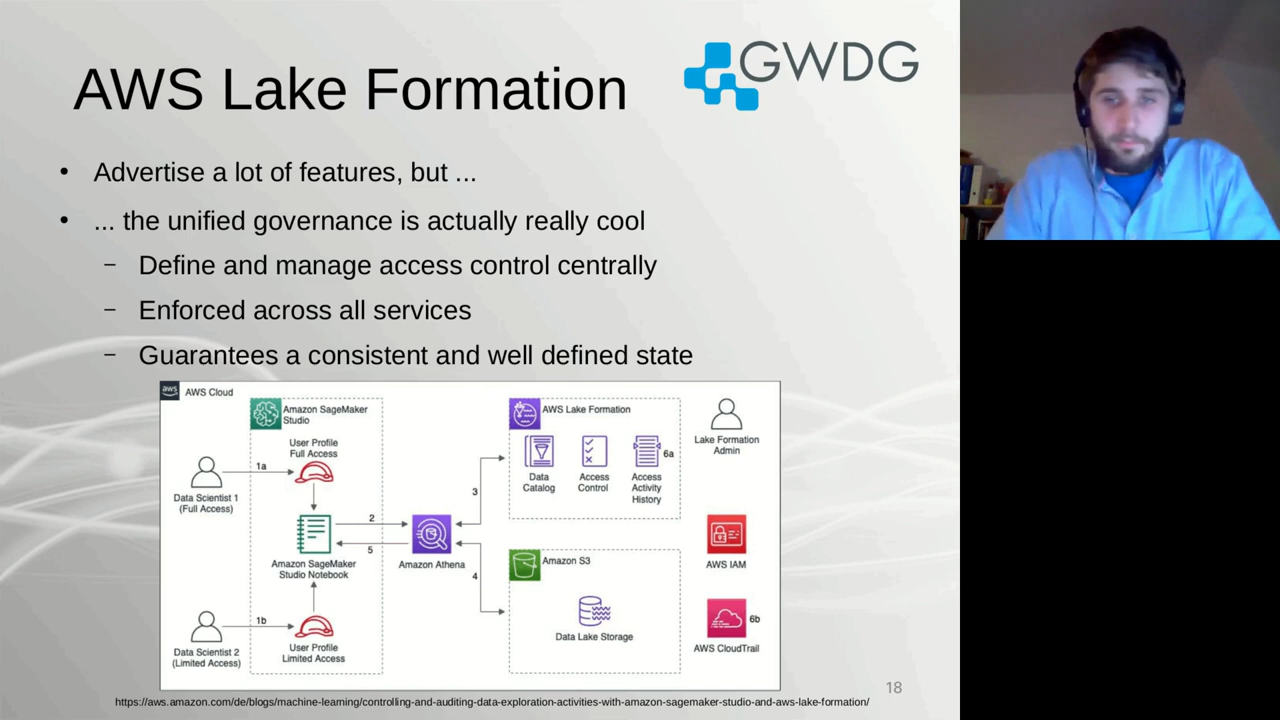 GWDG
AWS Lake Formation
• Advertise a lot of features, but ...
• ... the unified governance is actually really cool
– Define and manage access control centrally
– Enforced across all services
– Guarantees a consistent and well defined state
aws
AWS Cloud
Amazon SageMaker
Studio
User Profile
Full Access
1a
Data Scientist 1
(Full Access)
2
5
Amazon SageMaker
Studio Notebook
Amazon Athena
1b
Data Scientist 2
(Limited Access)
User Profile
Limited Access
3
4
AWS Lake Formation
Data
Catalog
Access
Control
Access
Activity
History
6a
Amazon S3
Data Lake Storage
Lake Formation
Admin
AWS IAM
6b
AWS CloudTrail
18
https://aws.amazon.com/de/blogs/machine-learning/controlling-and-auditing-data-exploration-activities-with-amazon-sagemaker-studio-and-aws-lake-formation/